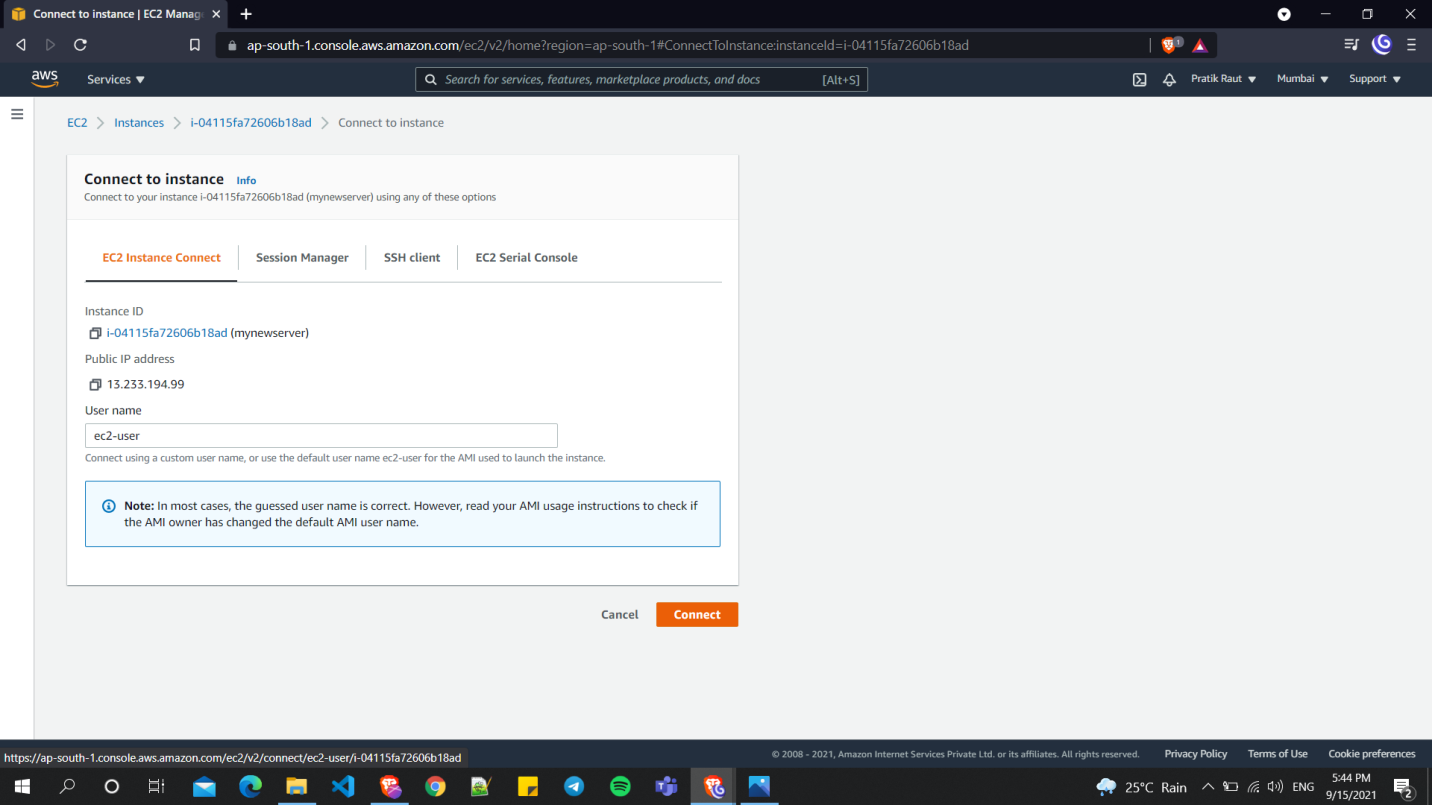 Connect to instance | EC2 Manag
ap-south-1.console.aws.amazon.com/ec2/v2/home?region=ap-south-1#ConnectToInstance:instanceId=i-04115fa72606b18ad
1
aws
Services
Search for services, features, marketplace products, and docs
[Alt+S]
Pratik Raut
Mumbai
Support
EC2
Instances
i-04115fa72606b18ad
Connect to instance
Connect to instance
Info
Connect to your instance i-04115fa72606b18ad (mynewserver) using any of these options
EC2 Instance Connect
Session Manager
SSH client
EC2 Serial Console
Instance ID
i-04115fa72606b18ad (mynewserver)
Public IP address
13.233.194.99
User name
ec2-user
Connect using a custom user name, or use the default user name ec2-user for the AMI used to launch the instance.
Note: In most cases, the guessed user name is correct. However, read your AMI usage instructions to check if
the AMI owner has changed the default AMI user name.
Cancel
Connect
https://ap-south-1.console.aws.amazon.com/ec2/v2/connect/ec2-user/i-04115fa72606b18ad
© 2008 - 2021, Amazon Internet Services Private Ltd. or its affiliates. All rights reserved.
Privacy Policy
Terms of Use
Cookie preferences
25°C Rain
ENG
5:44 PM
9/15/2021
2